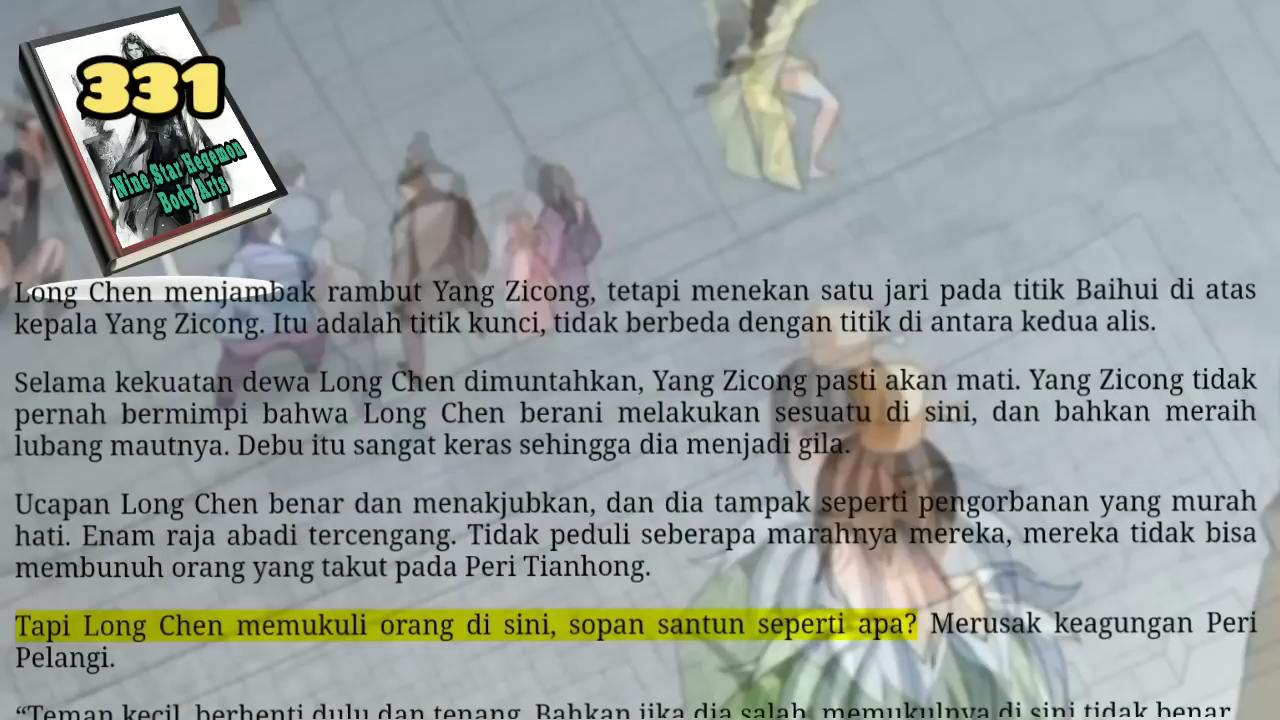 331
Nine Star Hegemon
Body Arts
Long Chen menjambak rambut Yang Zicong, tetapi menekan satu jari pada titik Baihui di atas
kepala Yang Zicong. Itu adalah titik kunci, tidak berbeda dengan titik di antara kedua alis.
Selama kekuatan dewa Long Chen dimuntahkan, Yang Zicong pasti akan mati. Yang Zicong tidak
pernah bermimpi bahwa Long Chen berani melakukan sesuatu di sini, dan bahkan meraih
lubang mautnya. Debu itu sangat keras sehingga dia menjadi gila.
Ucapan Long Chen benar dan menakjubkan, dan dia tampak seperti pengorbanan yang murah
hati. Enam raja abadi tercengang. Tidak peduli seberapa marahnya mereka, mereka tidak bisa
membunuh orang yang takut pada Peri Tianhong.
Tapi Long Chen memukuli orang di sini, sopan santun seperti apa? Merusak keagungan Peri
Pelangi.
“Teman kecil, berhenti dulu dan tenang. Bahkan jika dia salah, memukulnya di sini tidak benar.